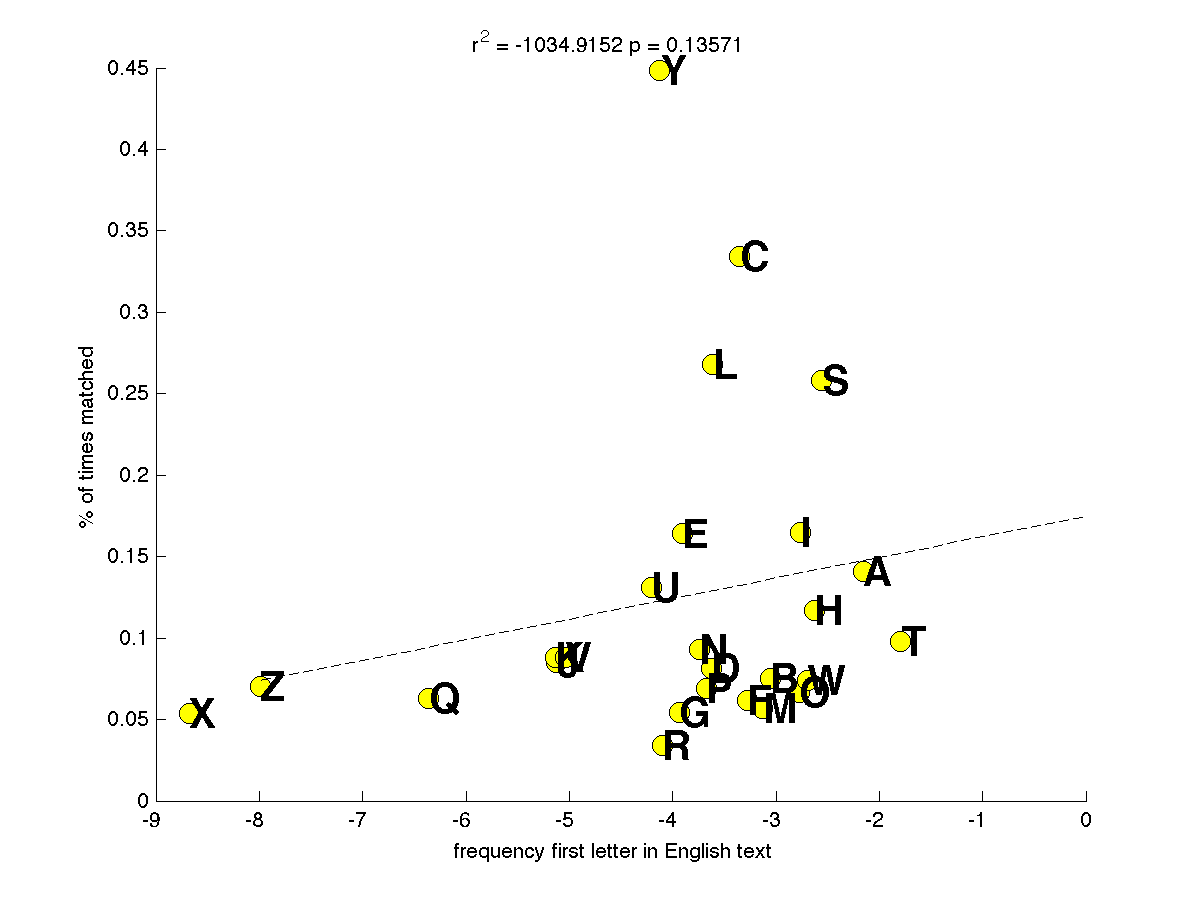 r2 = -1034.9152 p = 0.13571
0.45
Y
0.4
0.35
C
0.3
L
S
0.25
0.2
E
I
0.15
U
A
H
0.1
T
N
K
V
J
D
B
W
Z
P
O
Q
F
M
X
G
0.05
R
0
% of times matched
-9
-8
-7
-6
-5
-4
-3
-2
-1
0
frequency first letter in English text